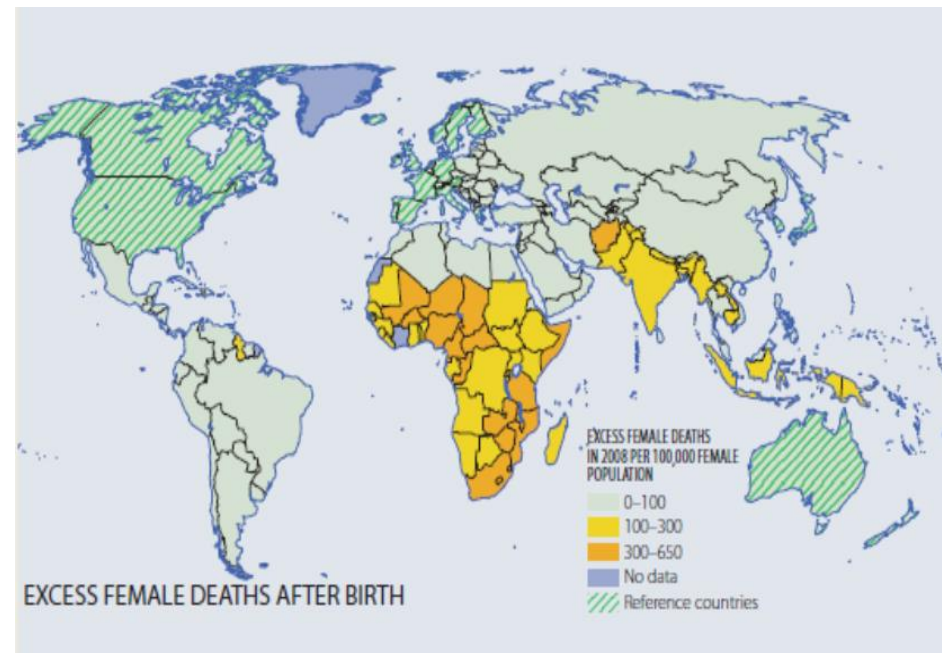 EXCESS FEMALE DEATHS
IN 2008 PER 100,000 FEMALE
POPULATION
0–100
100–300
300–650
No data
Reference countries
EXCESS FEMALE DEATHS AFTER BIRTH